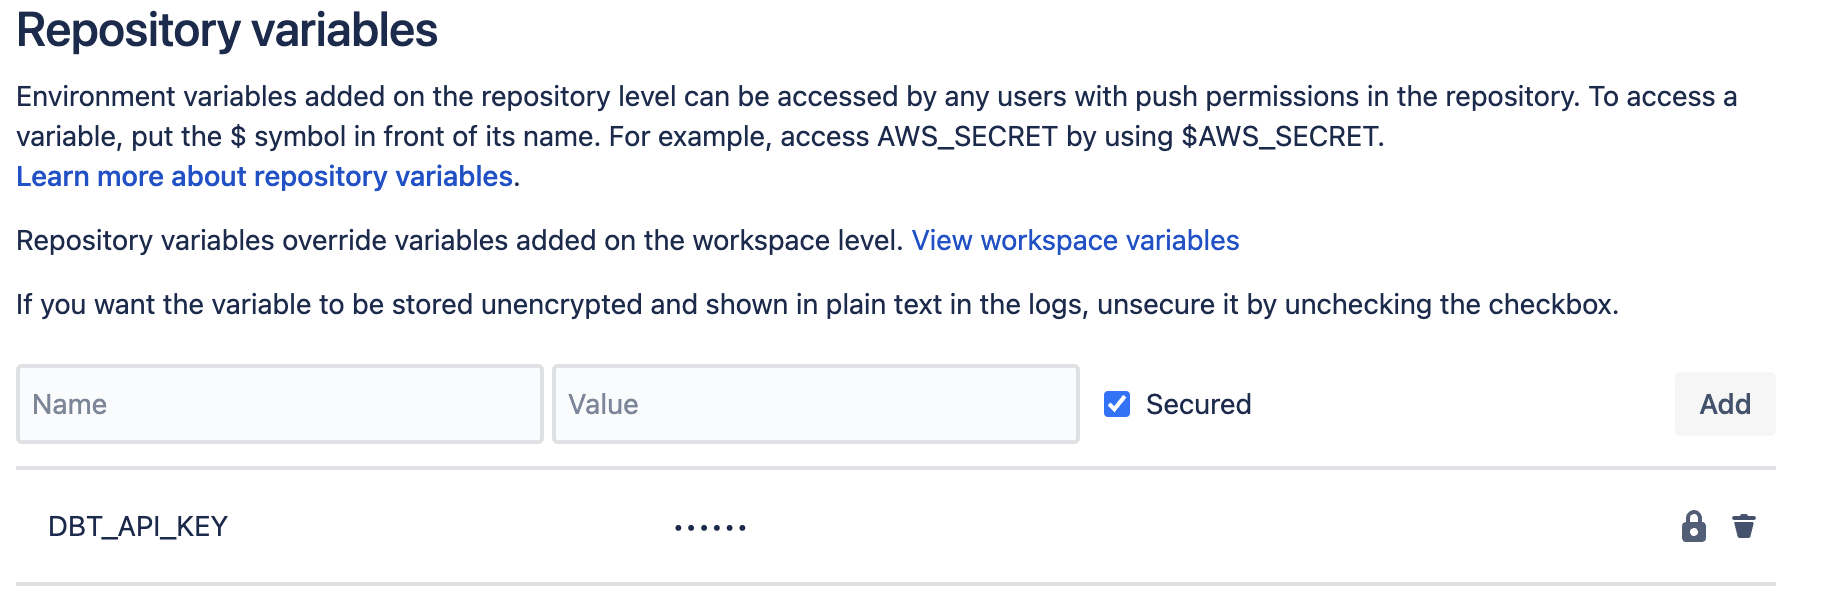 Repository variables
Environment variables added on the repository level can be accessed by any users with push permissions in the repository. To access a
variable, put the $ symbol in front of its name. For example, access AWS_SECRET by using $AWS_SECRET.
Learn more about repository variables.
Repository variables override variables added on the workspace level. View workspace variables
If you want the variable to be stored unencrypted and shown in plain text in the logs, unsecure it by unchecking the checkbox.
Name Value Secured Add
DBT_API_KEY ••••••